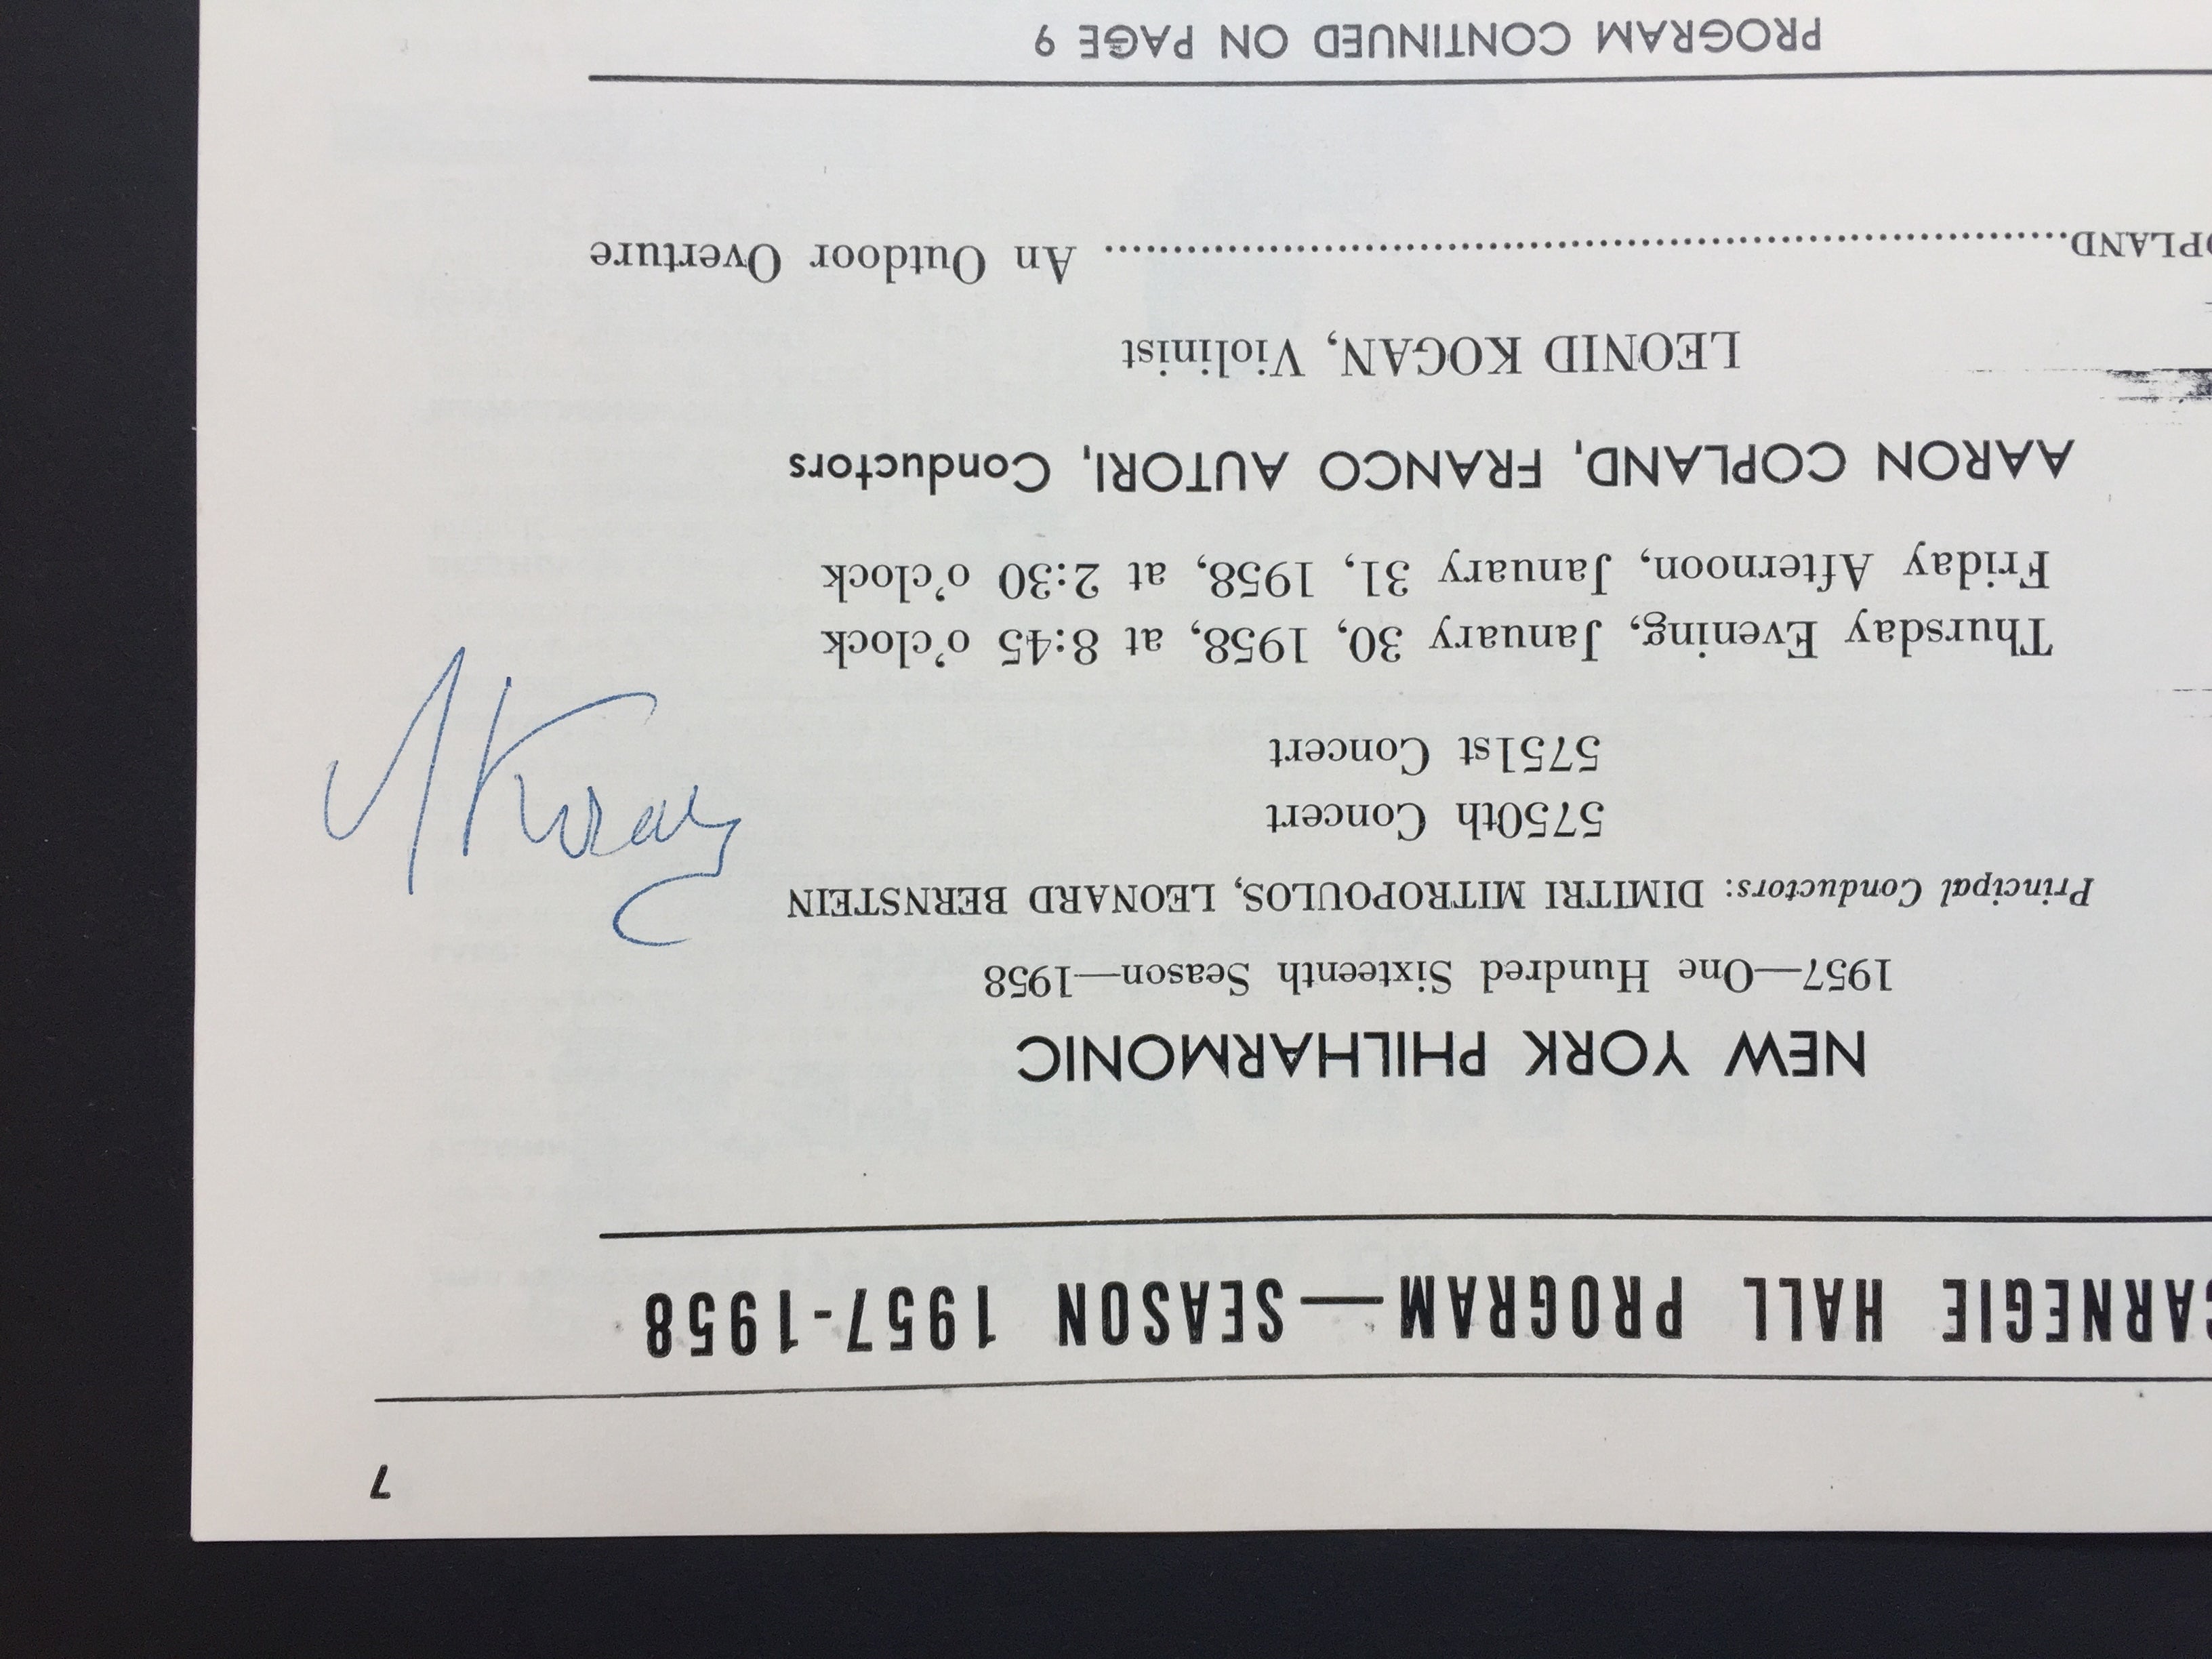 7
CARNEGIE HALL PROGRAM—SEASON 1957-1958
NEW YORK PHILHARMONIC
1957—One Hundred Sixteenth Season—1958
Principal Conductors: DIMITRI MITROPOULOS, LEONARD BERNSTEIN
5750th Concert
5751st Concert
Thursday Evening, January 30, 1958, at 8:45 o'clock
Friday Afternoon, January 31, 1958, at 2:30 o'clock
AARON COPLAND, FRANCO AUTORI, Conductors
LEONID KOGAN, Violinist
OPLAND.................................................................. An Outdoor Overture
PROGRAM CONTINUED ON PAGE 9